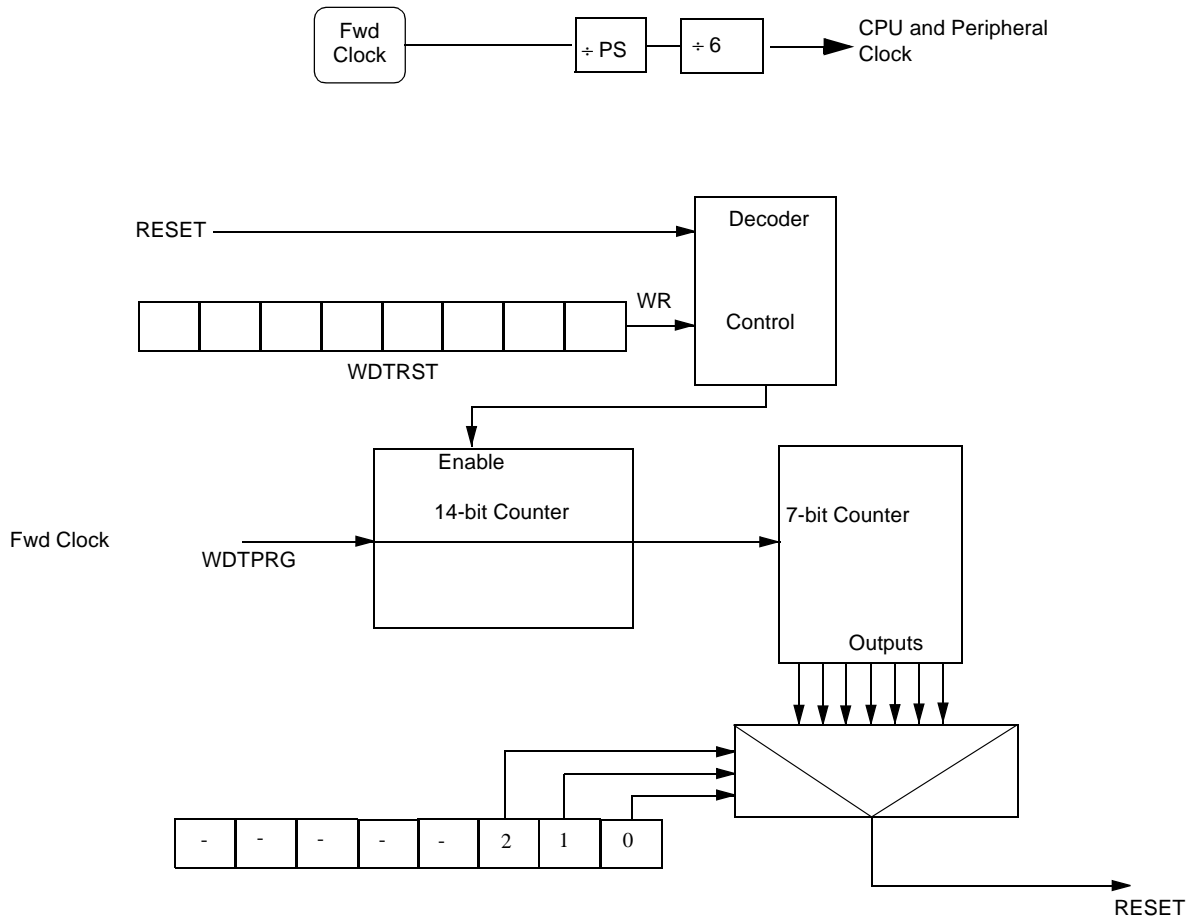 Fwd
Clock
÷ PS
÷ 6
CPU and Peripheral
Clock
RESET
Decoder
WR
Control
WDTRST
Enable
14-bit Counter
7-bit Counter
Fwd Clock
WDTPRG
Outputs
- - - - - 2 1 0
RESET